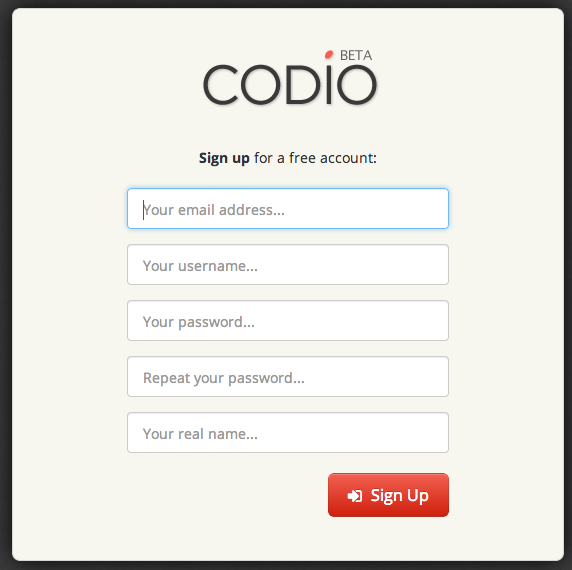 BETA
CODIO
Sign up for a free account:
Your email address...
Your username...
Your password...
Repeat your password...
Your real name...
Sign Up